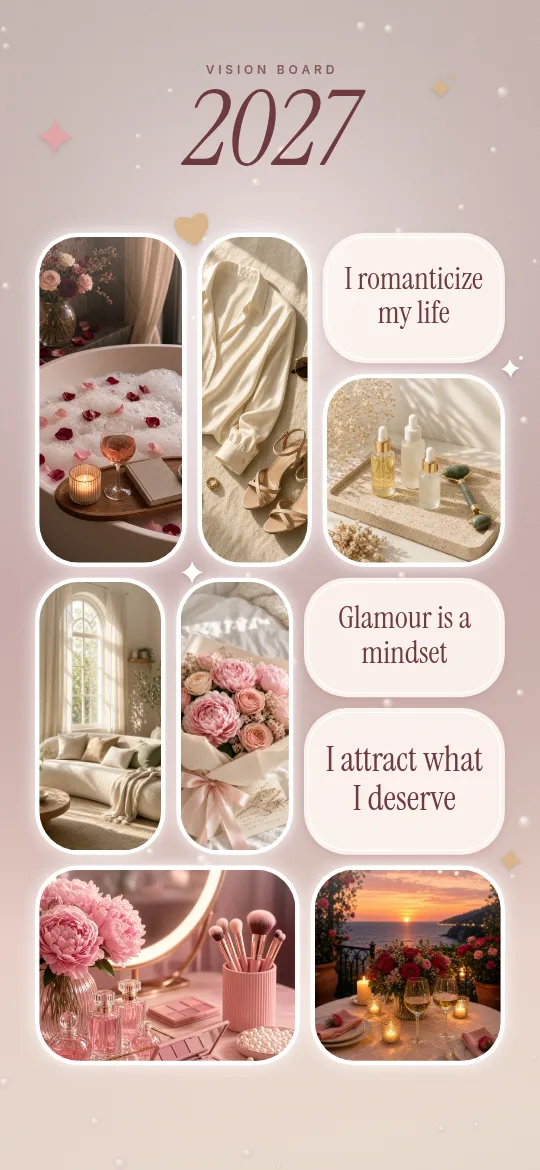 VISION BOARD
2027
I romanticize
my life
Glamour is a
mindset
I attract what
I deserve